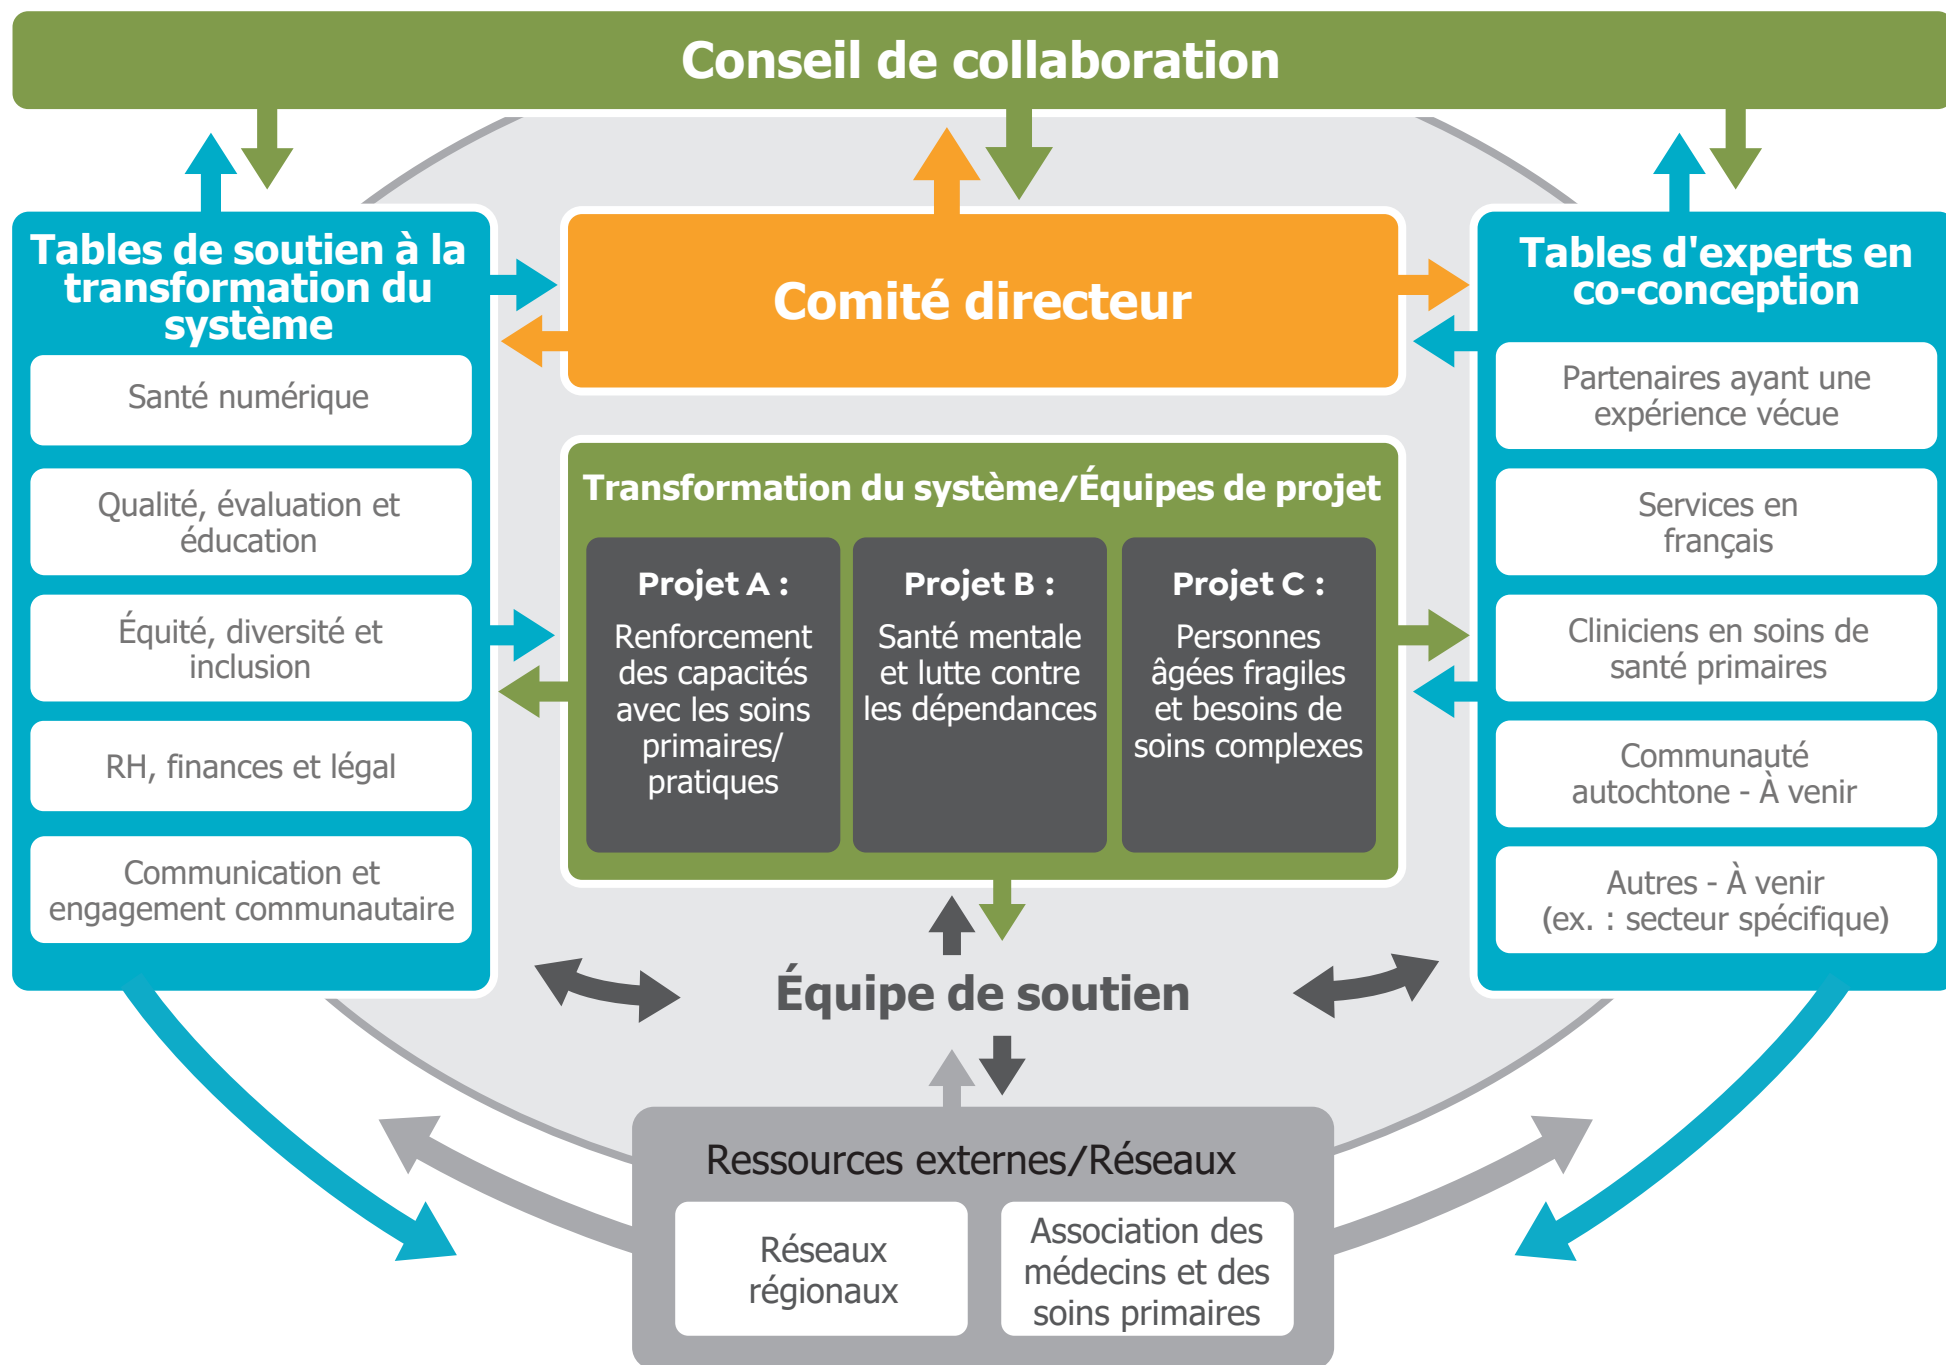 Conseil de collaboration
Tables de soutien à la
transformation du
système
Santé numérique
Qualité, évaluation et
éducation
Équité, diversité et
inclusion
RH, finances et légal
Communication et
engagement communautaire
Comité directeur
Transformation du système/Équipes de projet
Projet A :
Renforcement
des capacités
avec les soins
primaires/
pratiques
Projet B :
Santé mentale
et lutte contre
les dépendances
Projet C :
Personnes
âgées fragiles
et besoins de
soins complexes
Tables d'experts en
co-conception
Partenaires ayant une
expérience vécue
Services en
français
Cliniciens en soins de
santé primaires
Communauté
autochtone - À venir
Autres - À venir
(ex. : secteur spécifique)
Équipe de soutien
Ressources externes/Réseaux
Réseaux
régionaux
Association des
médecins et des
soins primaires